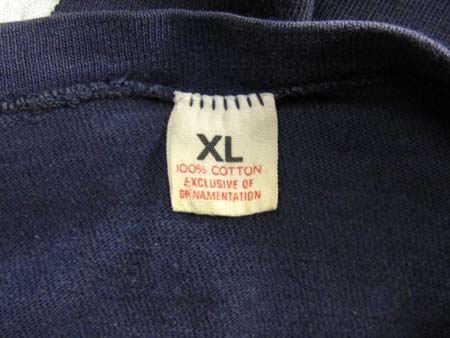 XL
100% COTTON
EXCLUSIVE OF
ORNAMENTATION